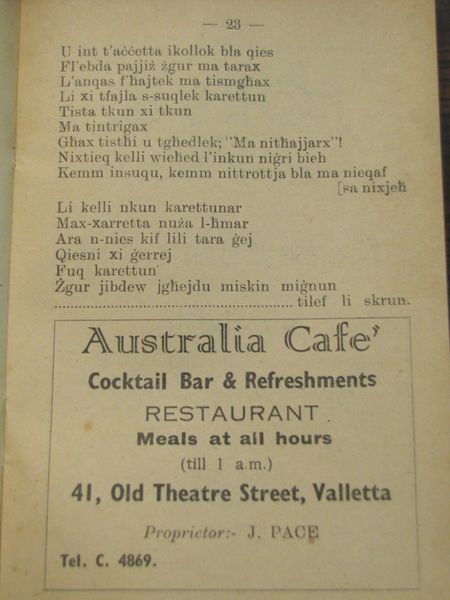 — 23 —
U int t'aċċetta ikollok bla qies
Fl'ebda pajjiż żgur ma tarax
L'anqas f'ħajtek ma tismgħax
Li xi tfajla s-suqlek karettun
Tista tkun xi tkun
Ma tintrigax
Għax tistħi u tgħedlek; "Ma nitħajjarx"!
Nixtieq kelli wieħed l'inkun niġri bieh
Kemm insuqu, kemm nittrottja bla ma nieqaf
[sa nixjeħ
Li kelli nkun karettunar
Max-xarretta nuża l-ħmar
Ara n-nies kif lili tara ġej
Qiesni xi ġerrej
Fuq karettun
Żgur jibdew jgħejdu miskin miġnun
.................................................. tilef li skrun.
Australia Cafe'
Cocktail Bar & Refreshments
RESTAURANT
Meals at all hours
(till 1 a.m.)
41, Old Theatre Street, Valletta
Proprietor:- J. PACE
Tel. C. 4869.